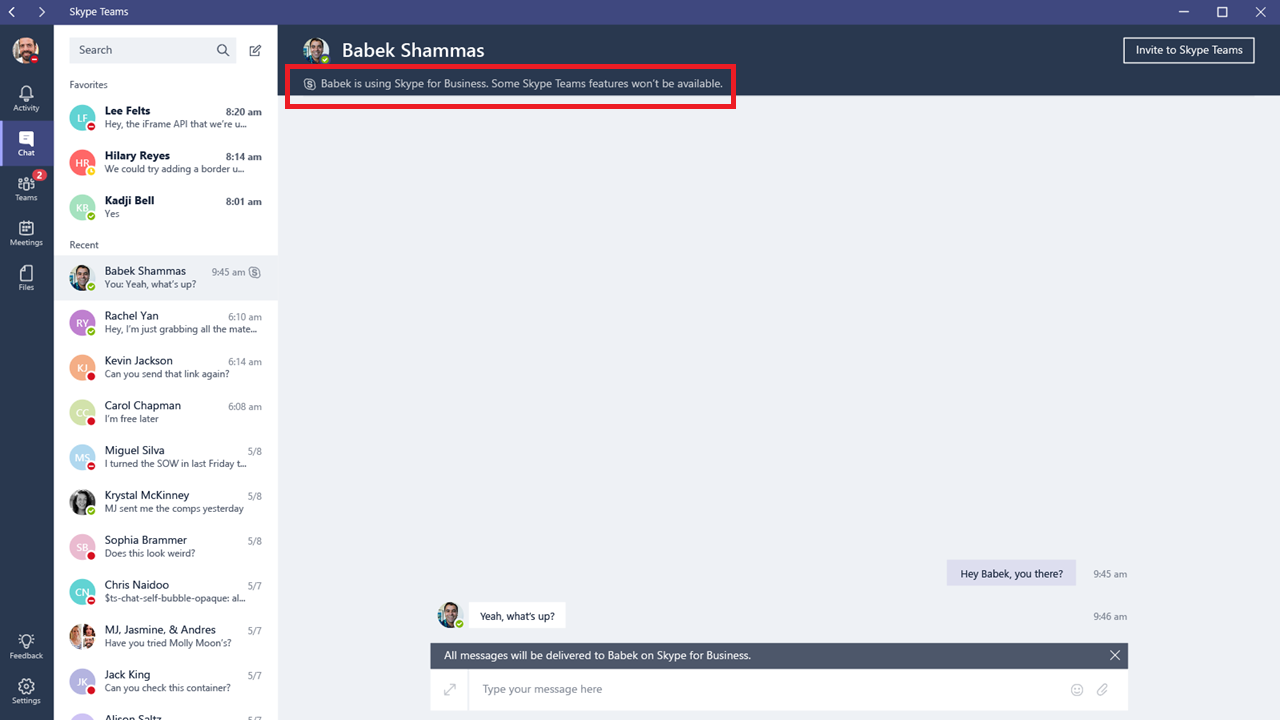 Skype Teams
Search
Activity
Chat
2
Teams
Meetings
Files
Feedback
Settings
Favorites
LF
Lee Felts 8:20 am
Hey, the iFrame API that we're u...
HR
Hilary Reyes 8:14 am
We could try adding a border u...
KB
Kadji Bell 8:01 am
Yes
Recent
Babek Shammas 9:45 am
You: Yeah, what's up?
RY
Rachel Yan 6:10 am
Hey, I'm just grabbing all the mate...
KJ
Kevin Jackson 6:14 am
Can you send that link again?
CC
Carol Chapman 6:08 am
I'm free later
MS
Miguel Silva 5/8
I turned the SOW in last Friday t...
Krystal McKinney 5/8
MJ sent me the comps yesterday
SB
Sophia Brammer 5/8
Does this look weird?
CN
Chris Naidoo 5/7
$ts-chat-self-bubble-opaque: al...
MJ, Jasmine, & Andres 5/7
Have you tried Molly Moon's?
JK
Jack King 5/7
Can you check this container?
Alison Saltz 5/7
Babek Shammas
Invite to Skype Teams
Babek is using Skype for Business. Some Skype Teams features won't be available.
Hey Babek, you there? 9:45 am
Yeah, what's up? 9:46 am
All messages will be delivered to Babek on Skype for Business.
Type your message here